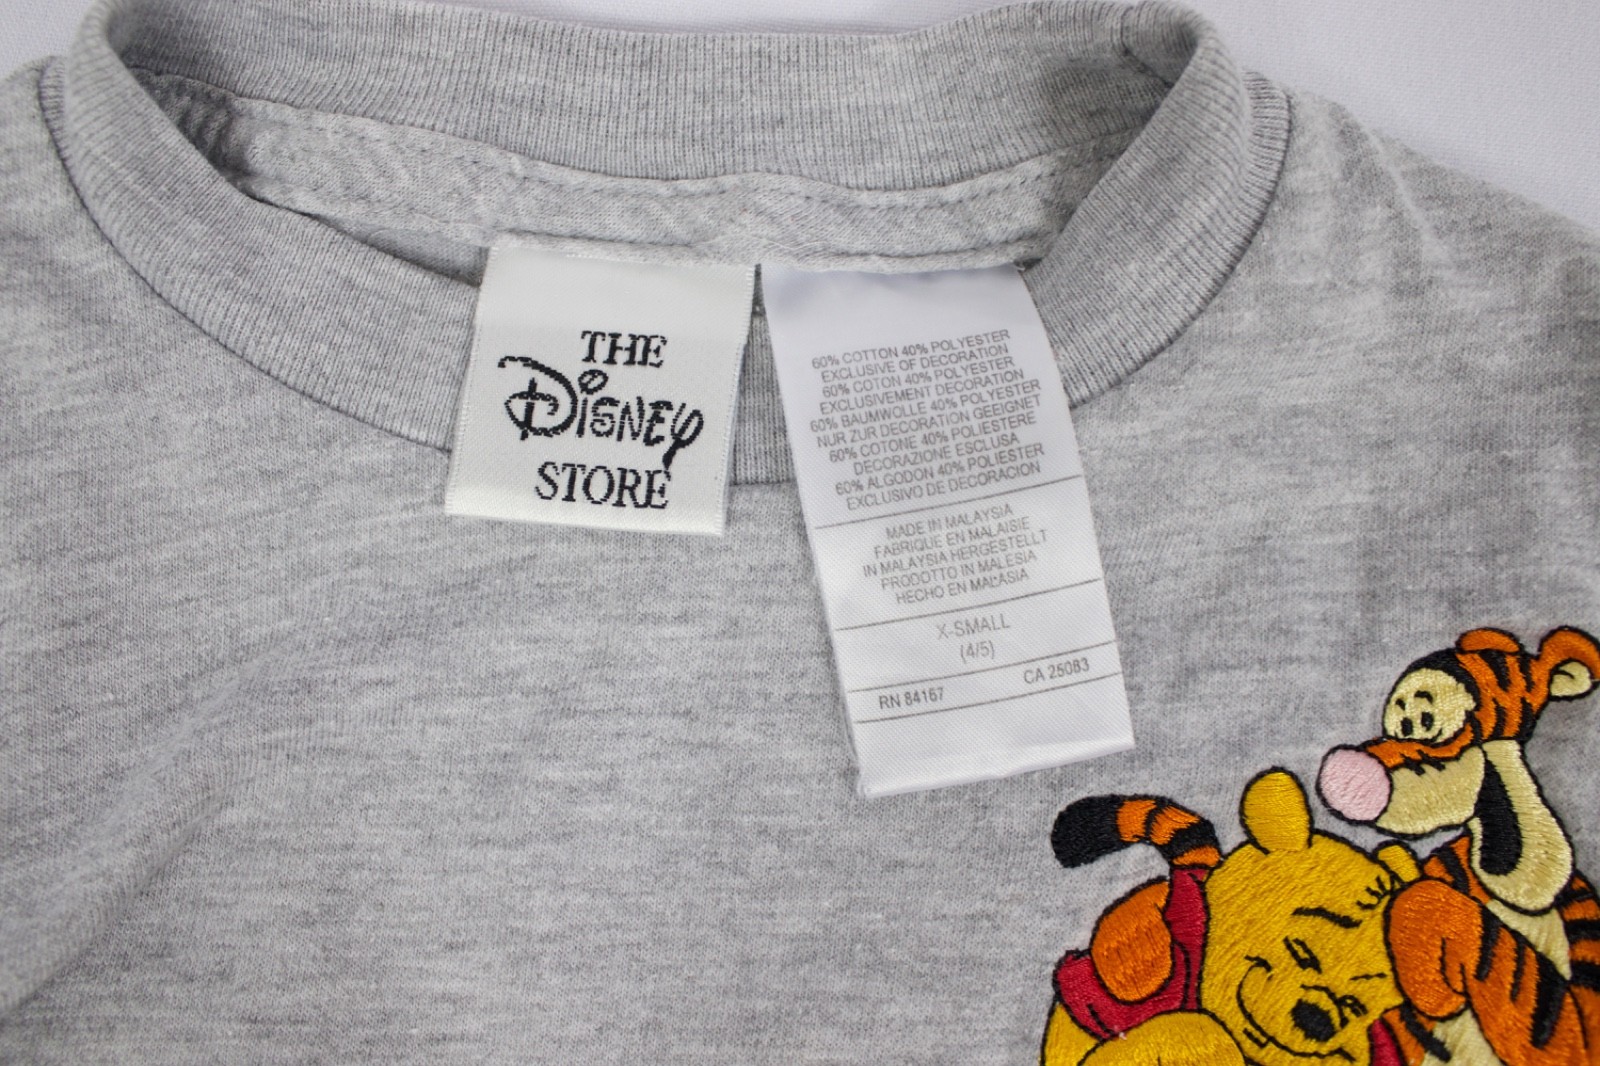 THE
Disney
STORE
60% COTTON 40% POLYESTER
EXCLUSIVE OF DECORATION
60% COTON 40% POLYESTER
EXCLUSIVEMENT DECORATION
60% BAUMWOLLE 40% POLYESTER
NUR ZUR DECORATION GEEIGNET
60% COTONE 40% POLIESTERE
DECORAZIONE ESCLUSA
60% ALGODON 40% POLIESTER
EXCLUSIVO DE DECORACION
MADE IN MALAYSIA
FABRIQUE EN MALAISIE
IN MALAYSIA HERGESTELLT
PRODOTTO IN MALESIA
HECHO EN MALASIA
X-SMALL
(4/5)
RN 84167 CA 25083